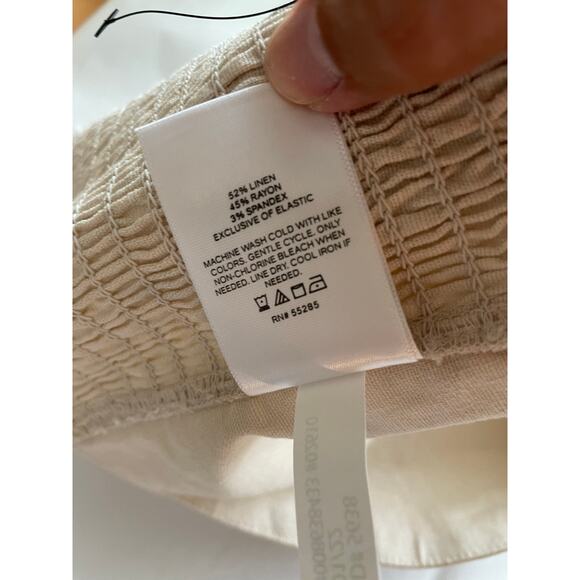 52% LINEN
45% RAYON
3% SPANDEX
EXCLUSIVE OF ELASTIC
MACHINE WASH COLD WITH LIKE
COLORS. GENTLE CYCLE. ONLY
NON-CHLORINE BLEACH WHEN
NEEDED. LINE DRY. COOL IRON IF
NEEDED.
RN# 55285